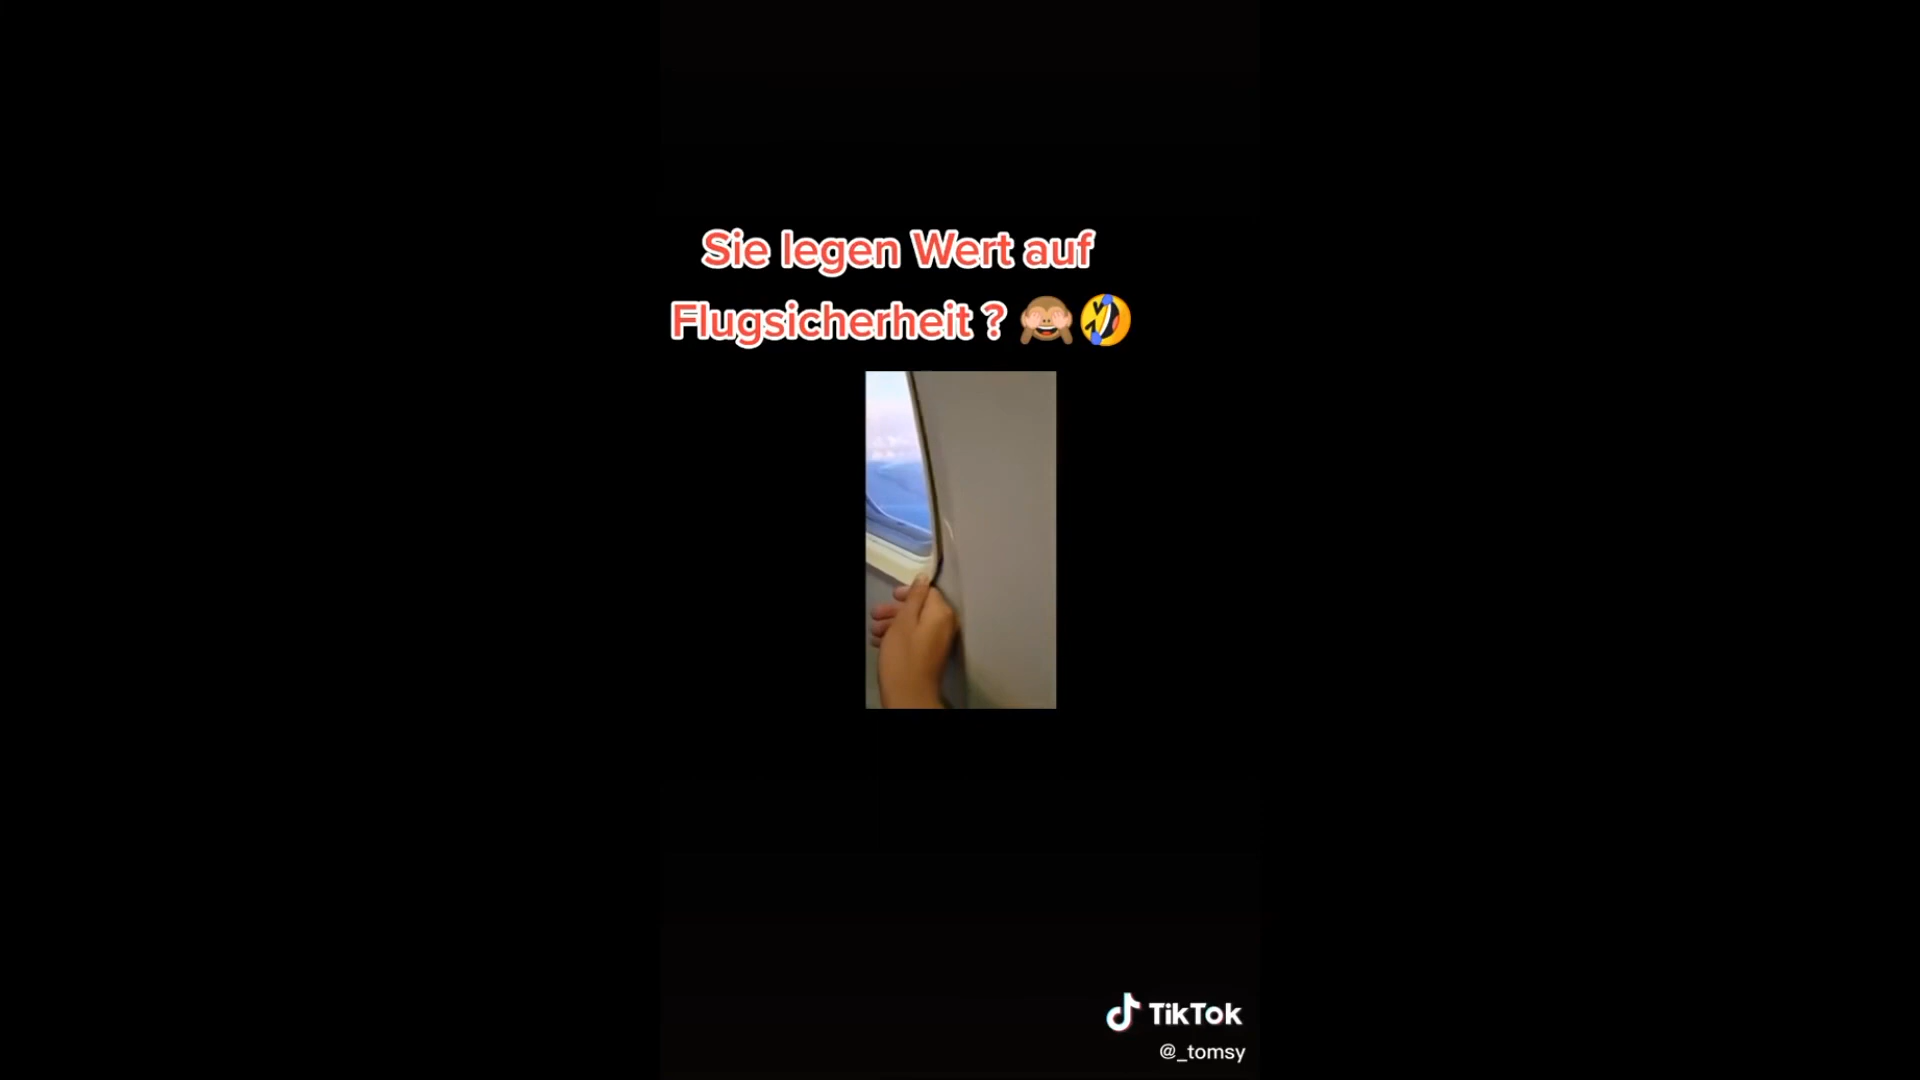 Sie legen Wert auf
Flugsicherheit ? 🙈🤣
TikTok
@_tomsy